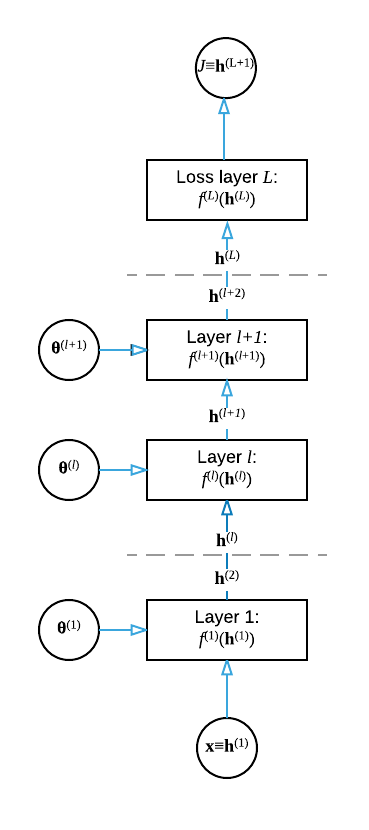 J≡h⁽ᴸ⁺¹⁾
Loss layer L:
f⁽ᴸ⁾(h⁽ᴸ⁾)
h⁽ᴸ⁾
h⁽ˡ⁺²⁾
θ⁽ˡ⁺¹⁾
Layer l+1:
f⁽ˡ⁺¹⁾(h⁽ˡ⁺¹⁾)
h⁽ˡ⁺¹⁾
θ⁽ˡ⁾
Layer l:
f⁽ˡ⁾(h⁽ˡ⁾)
h⁽ˡ⁾
h⁽²⁾
θ⁽¹⁾
Layer 1:
f⁽¹⁾(h⁽¹⁾)
x≡h⁽¹⁾